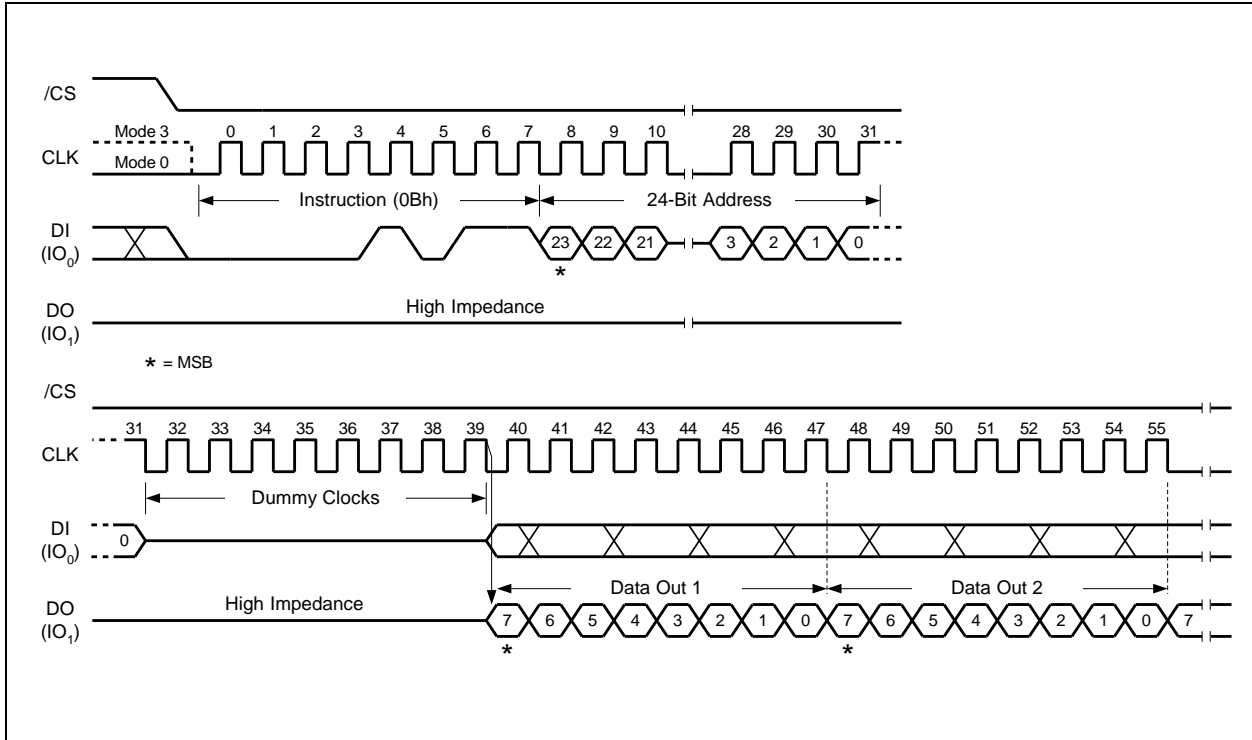 /CS
Mode 3 0 1 2 3 4 5 6 7 8 9 10 28 29 30 31
CLK
Mode 0
Instruction (0Bh) 24-Bit Address
DI
(IO0) 23 22 21 3 2 1 0
*
High Impedance
DO
(IO1)
* = MSB
/CS
31 32 33 34 35 36 37 38 39 40 41 42 43 44 45 46 47 48 49 50 51 52 53 54 55
CLK
Dummy Clocks
DI
(IO0) 0
Data Out 1 Data Out 2
High Impedance
DO
(IO1) 7 6 5 4 3 2 1 0 7 6 5 4 3 2 1 0 7
* *